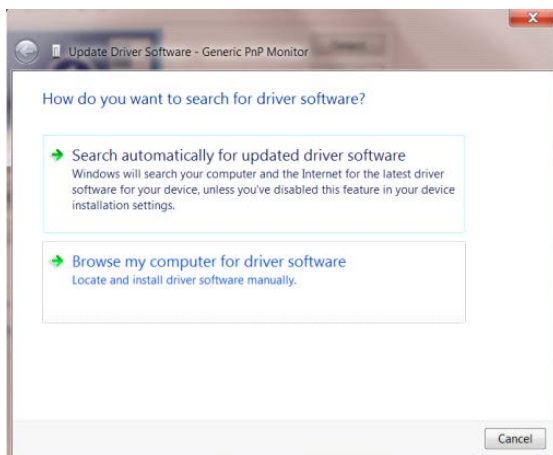 Update Driver Software - Generic PnP Monitor
How do you want to search for driver software?
Search automatically for updated driver software
Windows will search your computer and the Internet for the latest driver
software for your device, unless you've disabled this feature in your device
installation settings.
Browse my computer for driver software
Locate and install driver software manually.
Cancel